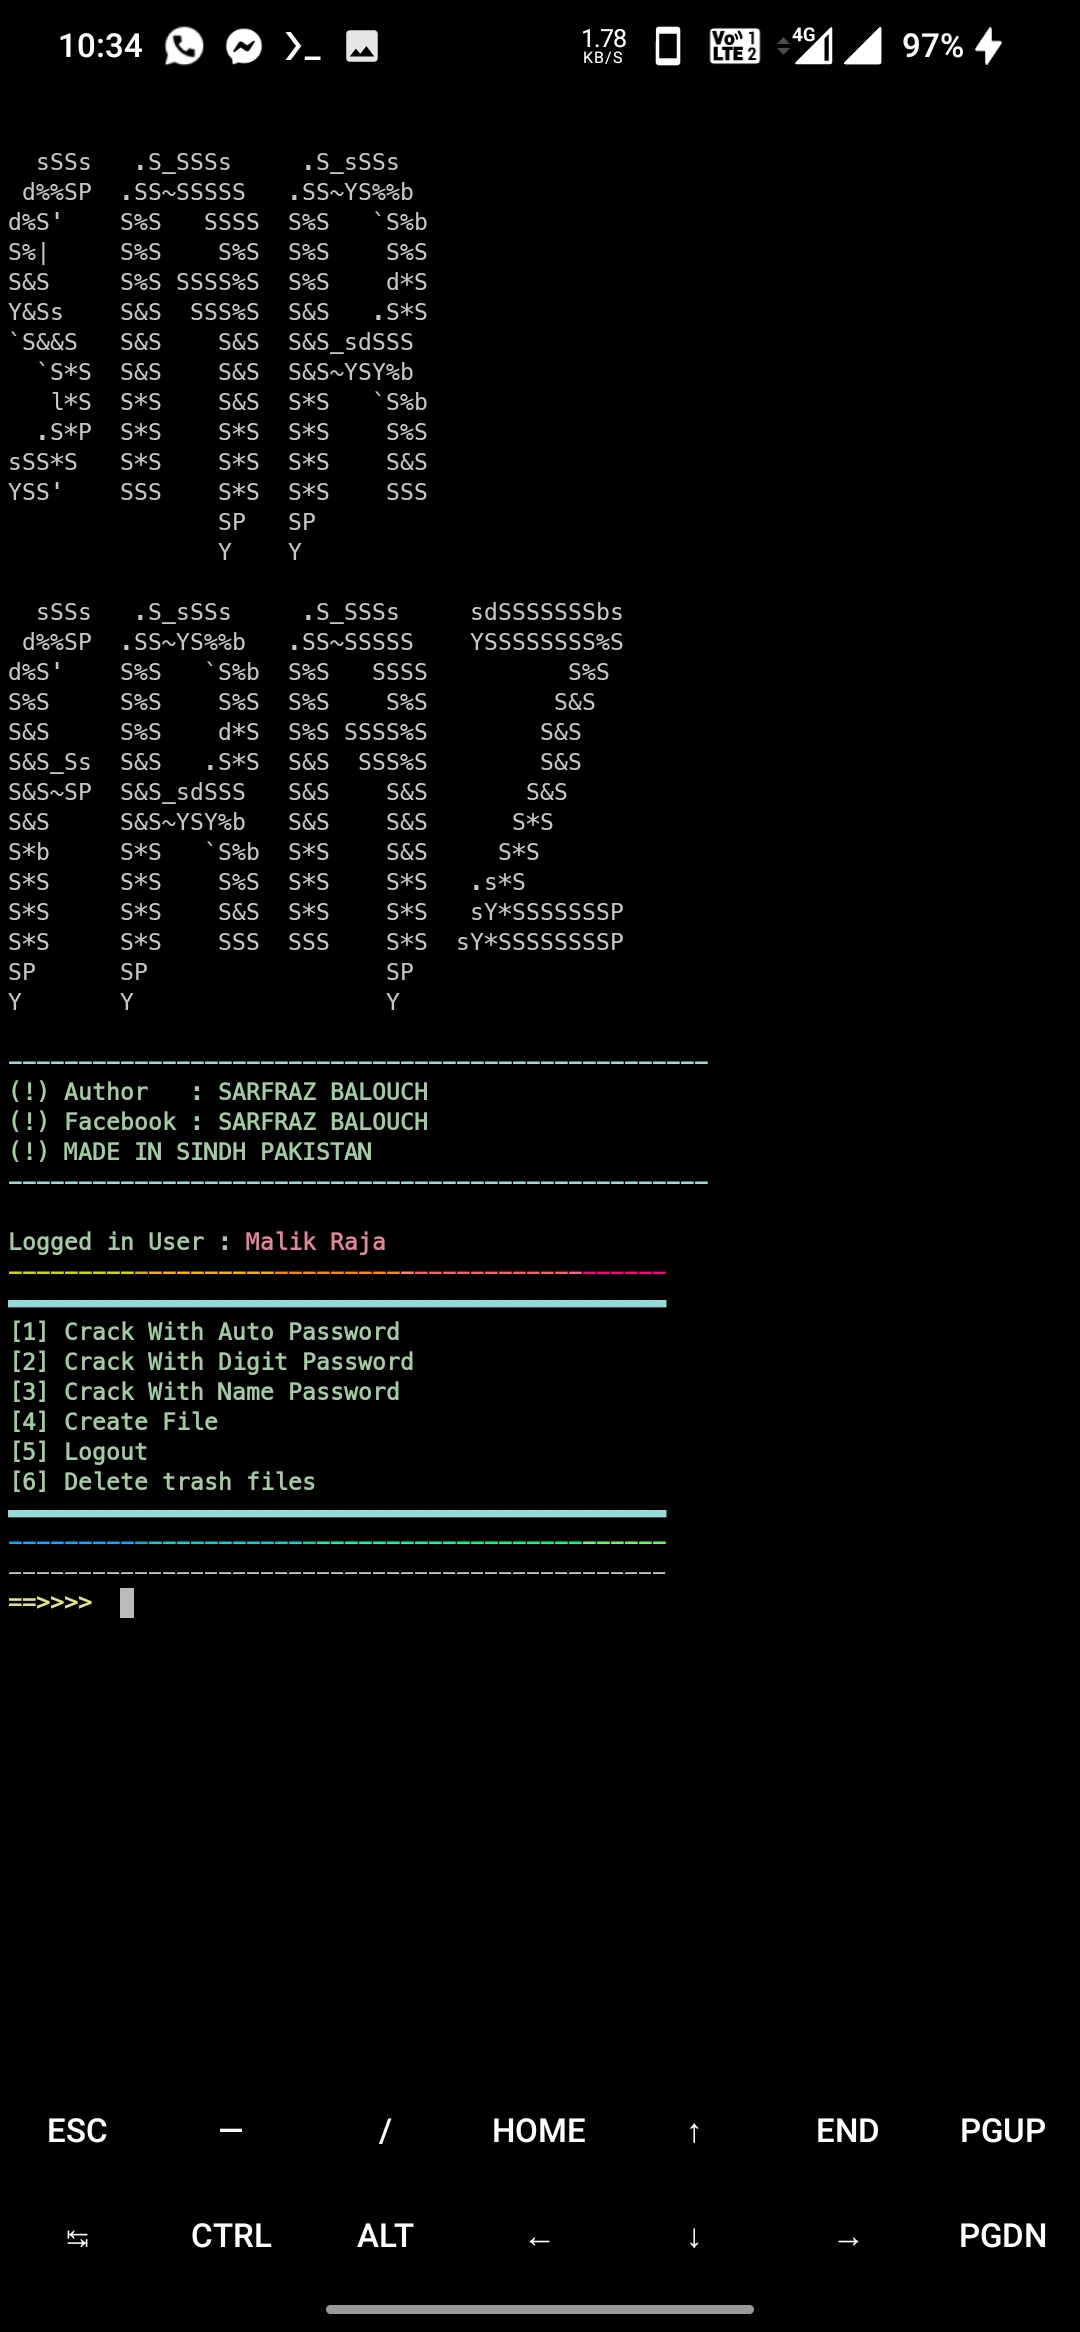 10:34 1.78 KB/S Vo)) 1 LTE 2 4G 97%
  sSSs   .S_SSSs     .S_sSSs
 d%%SP  .SS~SSSSS   .SS~YS%%b
d%S'    S%S   SSSS  S%S   `S%b
S%|     S%S    S%S  S%S    S%S
S&S     S%S SSSS%S  S%S    d*S
Y&Ss    S&S  SSS%S  S&S   .S*S
`S&&S   S&S    S&S  S&S_sdSSS
  `S*S  S&S    S&S  S&S~YSY%b
   l*S  S*S    S&S  S*S   `S%b
  .S*P  S*S    S*S  S*S    S%S
sSS*S   S*S    S*S  S*S    S&S
YSS'    SSS    S*S  S*S    SSS
               SP   SP
               Y    Y
  sSSs   .S_sSSs     .S_SSSs     sdSSSSSSSbs
 d%%SP  .SS~YS%%b   .SS~SSSSS    YSSSSSSSS%S
d%S'    S%S   `S%b  S%S   SSSS          S%S
S%S     S%S    S%S  S%S    S%S         S&S
S&S     S%S    d*S  S%S SSSS%S        S&S
S&S_Ss  S&S   .S*S  S&S  SSS%S        S&S
S&S~SP  S&S_sdSSS   S&S    S&S       S&S
S&S     S&S~YSY%b   S&S    S&S      S*S
S*b     S*S   `S%b  S*S    S&S     S*S
S*S     S*S    S%S  S*S    S*S   .s*S
S*S     S*S    S&S  S*S    S*S   sY*SSSSSSSP
S*S     S*S    SSS  SSS    S*S  sY*SSSSSSSSP
SP      SP                 SP
Y       Y                  Y
(!) Author   : SARFRAZ BALOUCH
(!) Facebook : SARFRAZ BALOUCH
(!) MADE IN SINDH PAKISTAN
Logged in User : Malik Raja
[1] Crack With Auto Password
[2] Crack With Digit Password
[3] Crack With Name Password
[4] Create File
[5] Logout
[6] Delete trash files
==>>>>
ESC — / HOME ↑ END PGUP
↹ CTRL ALT ← ↓ → PGDN